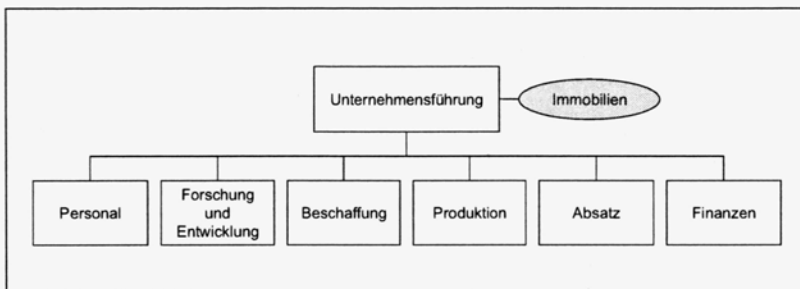 Unternehmensführung
Immobilien
Personal
Forschung
und
Entwicklung
Beschaffung
Produktion
Absatz
Finanzen